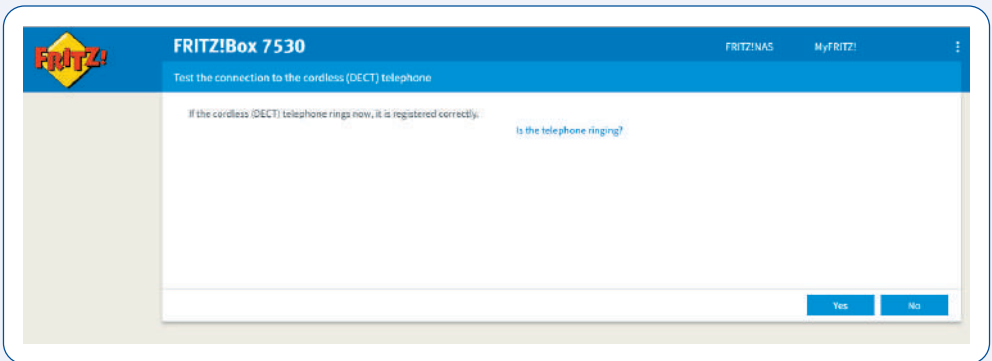 FRITZ!
FRITZ!Box 7530
FRITZ!NAS
MyFRITZ!
Test the connection to the cordless (DECT) telephone
If the cordless (DECT) telephone rings now, it is registered correctly.
Is the telephone ringing?
Yes
No